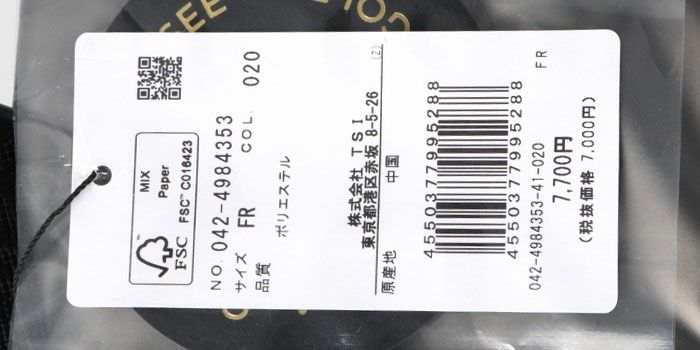 SEE
MIX
Paper
FSC™ C016423
FSC
NO. 042-4984353
COL. 020
サイズ FR
品質
ポリエステル
株式会社 TSI
東京都港区赤坂 8-5-26 (Z)
原産地 中国
4550377995288
4550377995288
042-4984353-41-020
FR
7,700円
(税抜価格 7,000円)